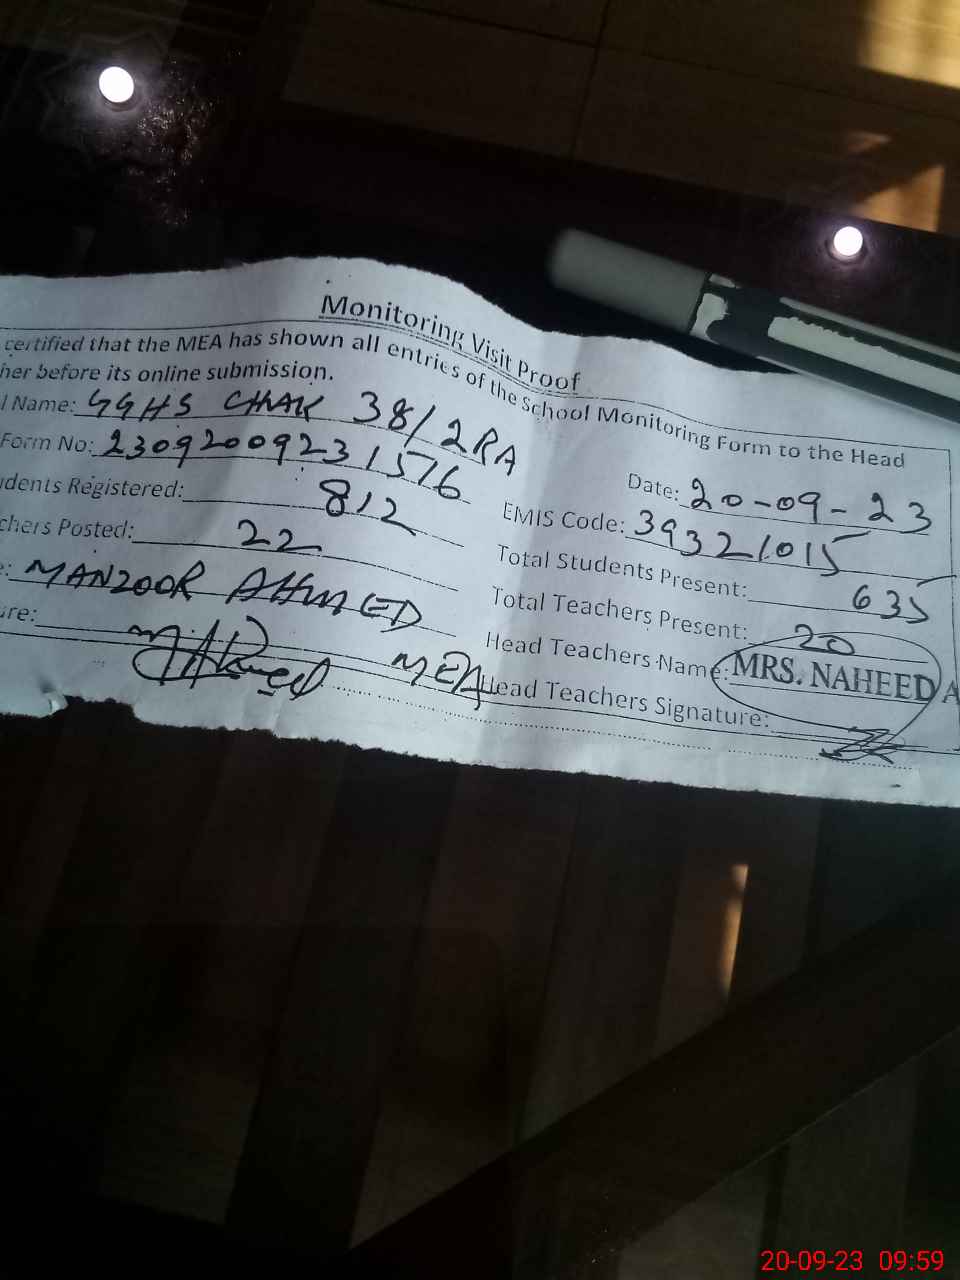 Monitoring Visit Proof
certified that the MEA has shown all entries of the School Monitoring Form to the Head
her before its online submission.
l Name: GGHS CHAK 38/2RA
Date: 20-09-23
Form No: 23092009231576
EMIS Code: 39321015
udents Registered: 812
Total Students Present: 635
chers Posted: 22
Total Teachers Present: 20
e: MANZOOR AHMED
Head Teachers Name: MRS. NAHEED A
ure: MEA
Head Teachers Signature:
20-09-23 09:59